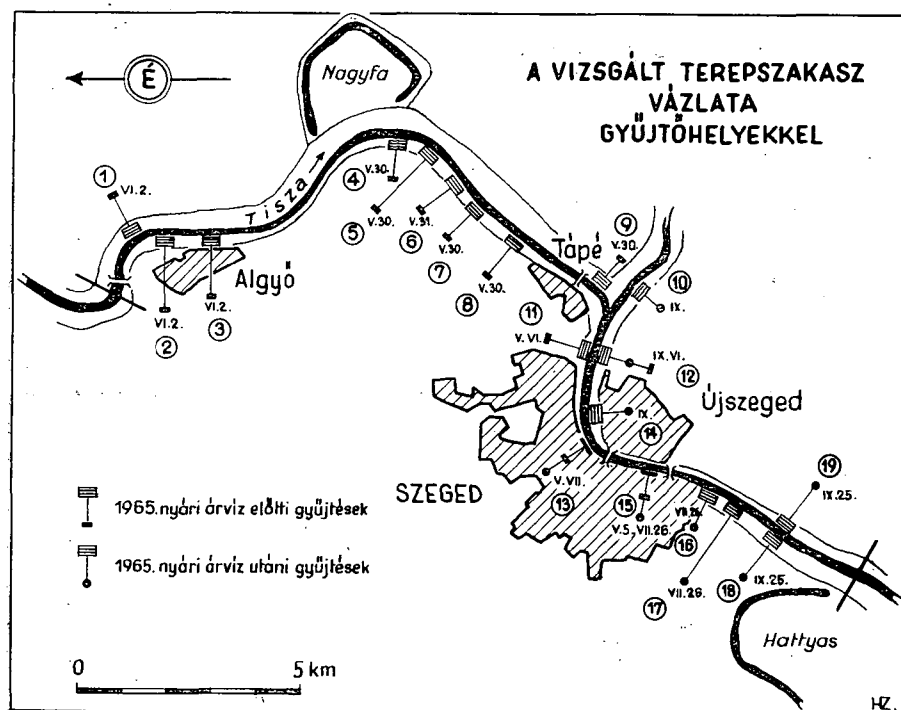 É
Nagyfa
A VIZSGÁLT TEREPSZAKASZ
VÁZLATA
GYŰJTŐHELYEKKEL
Tisza
1
VI.2.
VI.2.
2
VI.2.
3
Algyő
4
V.30.
5
V.30.
6
V.31.
7
V.30.
8
V.30.
Tápé
9
V.30.
10
IX.
11
V. VI.
IX. VI.
12
Újszeged
IX.
14
SZEGED
V. VII.
13
15
V.5. VII.26.
VII.26.
16
VII.26.
17
18
IX.25.
19
IX.25.
Hattyas
1965. nyári árvíz előtti gyűjtések
1965. nyári árvíz utáni gyűjtések
0 5 km
HZ.